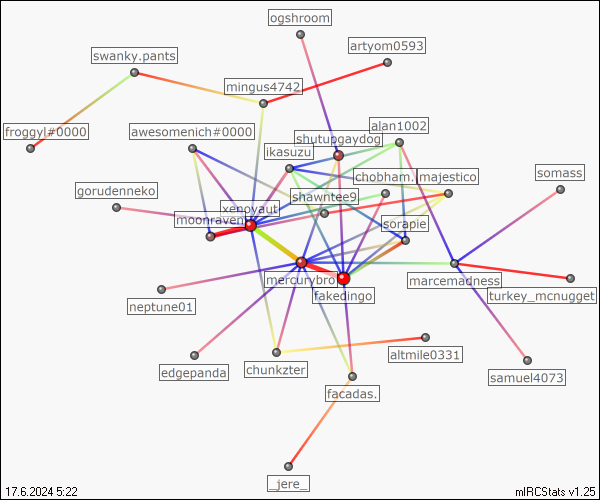 ogshroom
artyom0593
swanky.pants
mingus4742
alan1002
froggyl#0000
awesomenich#0000
shutupgaydog
ikasuzu
chobham.
majestico
somass
gorudenneko
shawntee9
xenoyaut
moonraven
sorapie
mercurybro
marcemadness
fakedingo
turkey_mcnugget
neptune01
altmile0331
edgepanda
chunkzter
samuel4073
facadas.
_jere_
17.6.2024 5:22
mIRCStats v1.25